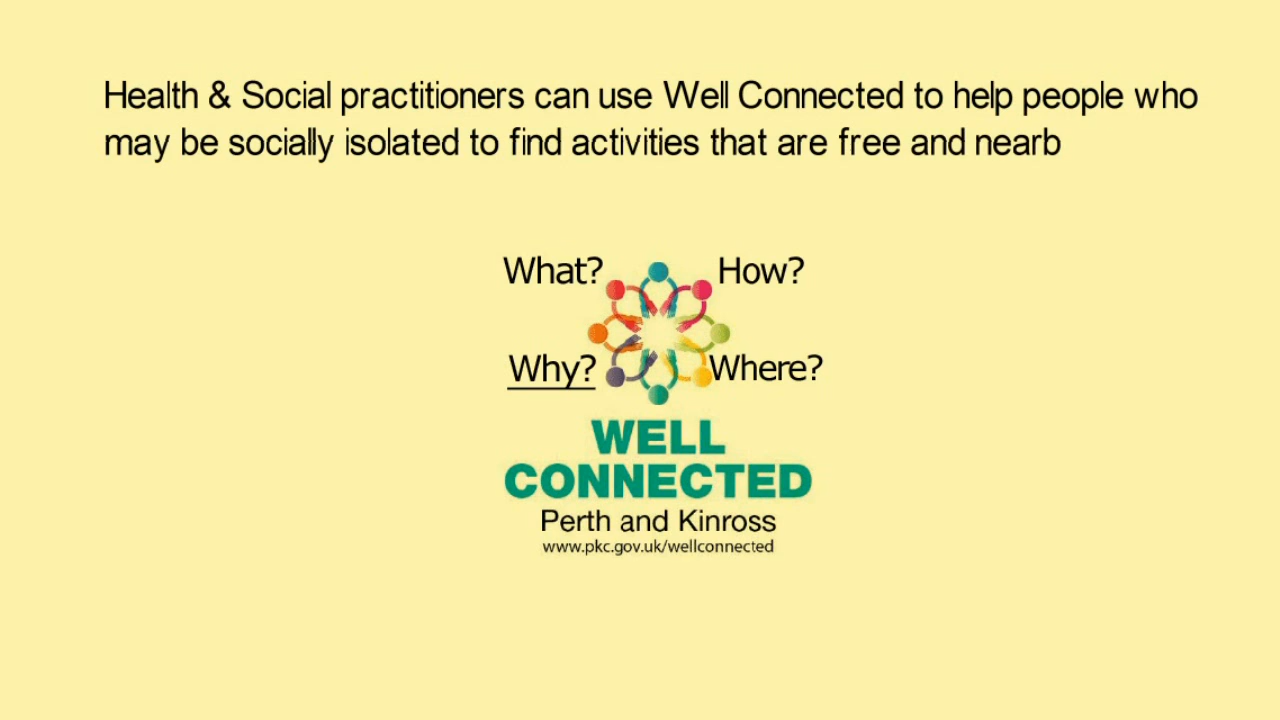 Health & Social practitioners can use Well Connected to help people who
may be socially isolated to find activities that are free and nearb
What? How?
Why? Where?
WELL
CONNECTED
Perth and Kinross
www.pkc.gov.uk/wellconnected